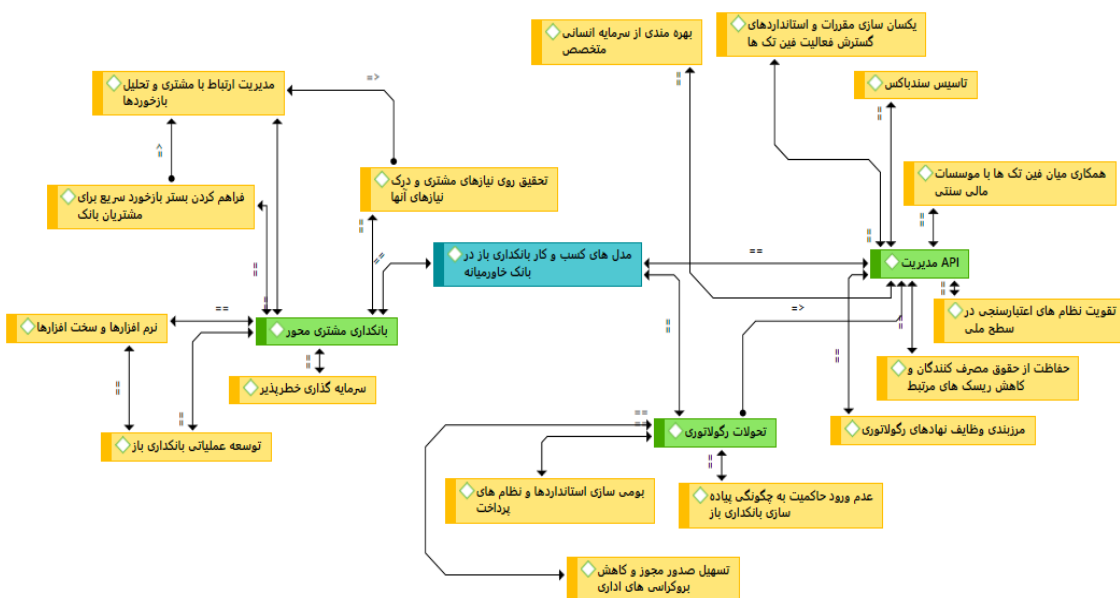 بهره مندی از سرمایه انسانی
متخصص
یکسان سازی مقررات و استانداردهای
گسترش فعالیت فین تک ها
مدیریت ارتباط با مشتری و تحلیل
بازخوردها
=>
=>
==
==
تاسیس سندباکس
==
تحقیق روی نیازهای مشتری و درک
نیازهای آنها
همکاری میان فین تک ها با موسسات
مالی سنتی
فراهم کردن بستر بازخورد سریع برای
مشتریان بانک
==
==
==
==
==
مدل های کسب و کار بانکداری باز در
بانک خاورمیانه
==
API مدیریت
==
==
==
==
تقویت نظام های اعتبارسنجی در
سطح ملی
نرم افزارها و سخت افزارها
==
بانکداری مشتری محور
==
=>
==
==
سرمایه گذاری خطرپذیر
حفاظت از حقوق مصرف کنندگان و
کاهش ریسک های مرتبط
==
==
==
توسعه عملیاتی بانکداری باز
==
==
تحولات رگولاتوری
مرزبندی وظایف نهادهای رگولاتوری
==
بومی سازی استانداردها و نظام های
پرداخت
عدم ورود حاکمیت به چگونگی پیاده
سازی بانکداری باز
تسهیل صدور مجوز و کاهش
بروکراسی های اداری